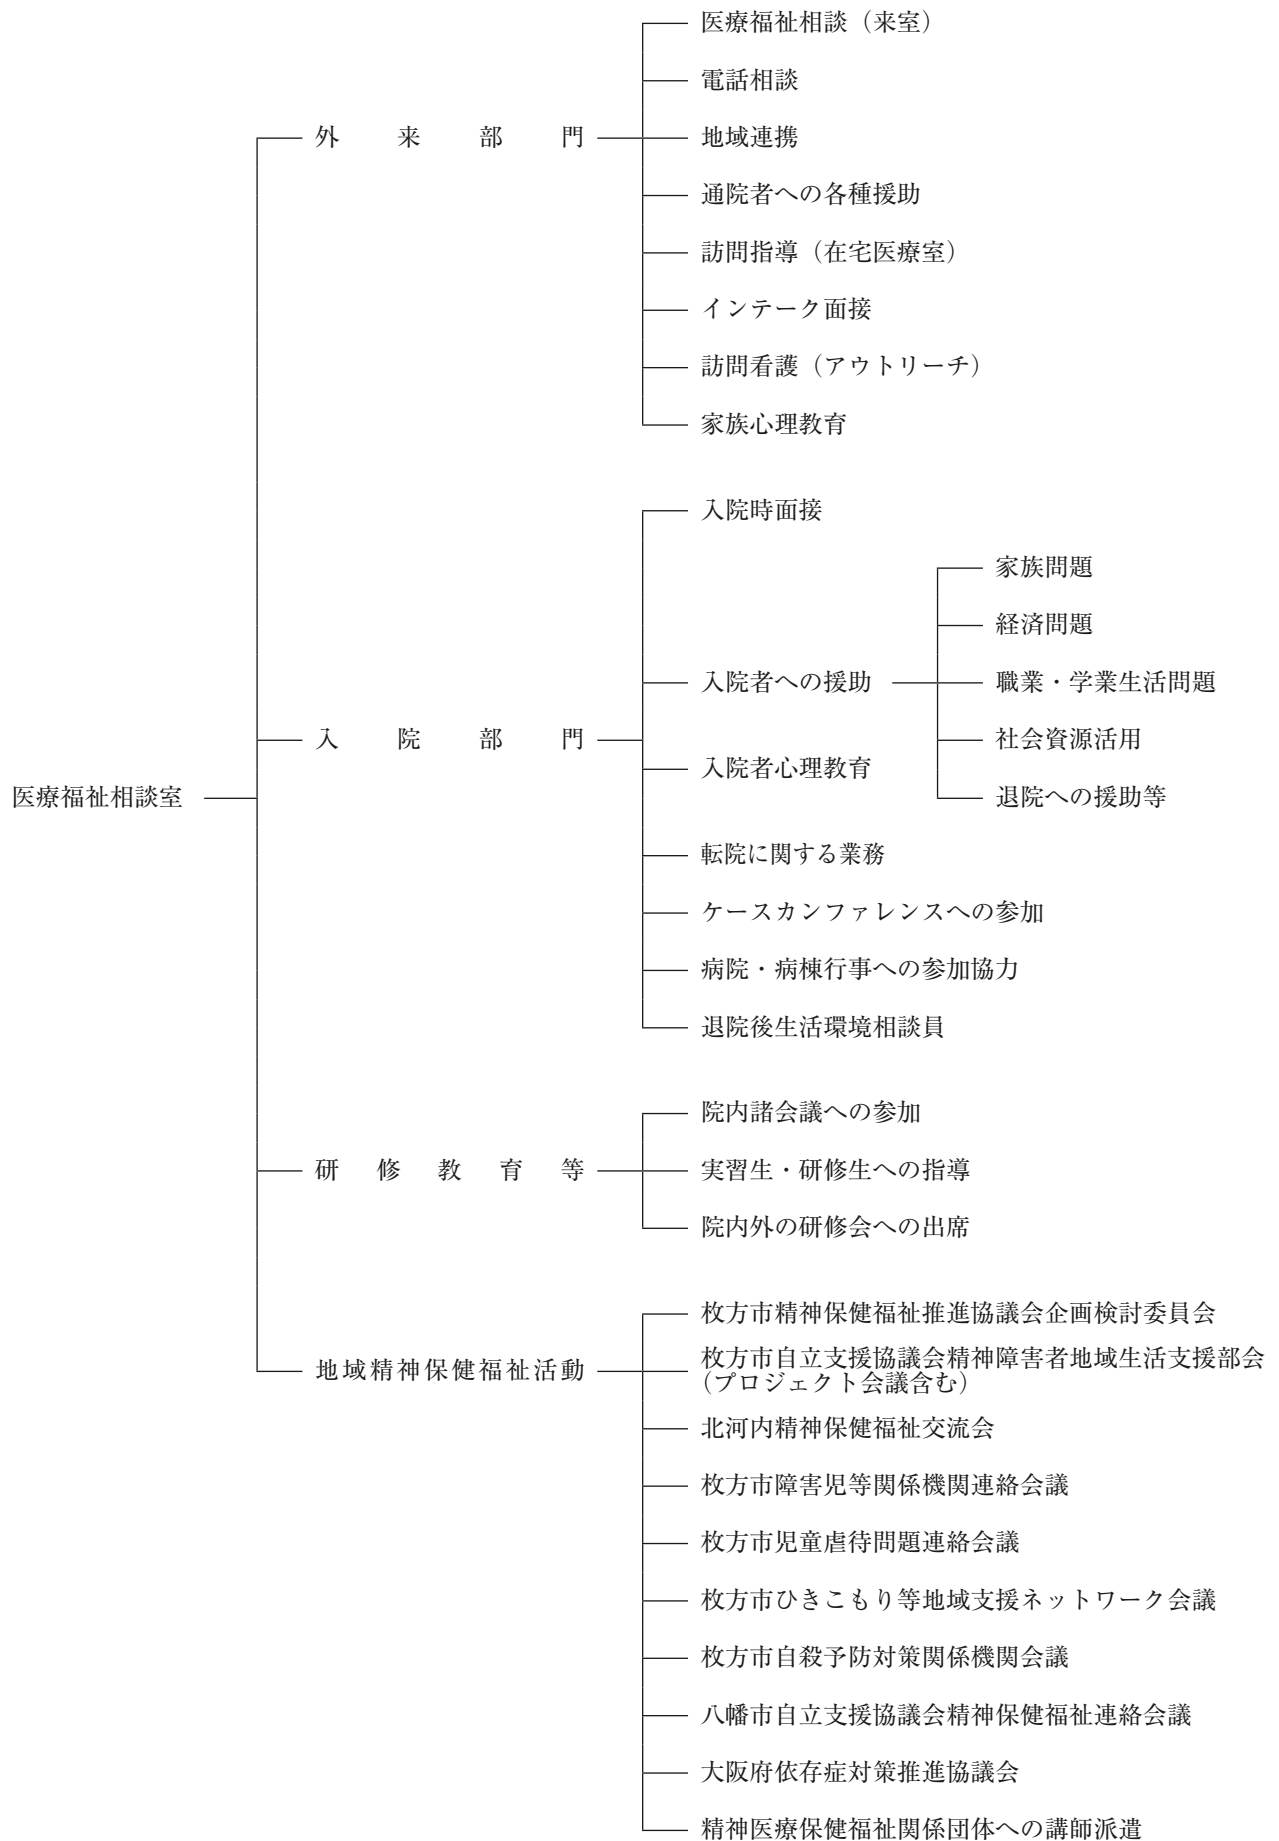 医療福祉相談室
外来部門
医療福祉相談（来室）
電話相談
地域連携
通院者への各種援助
訪問指導（在宅医療室）
インテーク面接
訪問看護（アウトリーチ）
家族心理教育
入院部門
入院時面接
入院者への援助
家族問題
経済問題
職業・学業生活問題
社会資源活用
退院への援助等
入院者心理教育
転院に関する業務
ケースカンファレンスへの参加
病院・病棟行事への参加協力
退院後生活環境相談員
研修教育等
院内諸会議への参加
実習生・研修生への指導
院内外の研修会への出席
地域精神保健福祉活動
枚方市精神保健福祉推進協議会企画検討委員会
枚方市自立支援協議会精神障害者地域生活支援部会
（プロジェクト会議含む）
北河内精神保健福祉交流会
枚方市障害児等関係機関連絡会議
枚方市児童虐待問題連絡会議
枚方市ひきこもり等地域支援ネットワーク会議
枚方市自殺予防対策関係機関会議
八幡市自立支援協議会精神保健福祉連絡会議
大阪府依存症対策推進協議会
精神医療保健福祉関係団体への講師派遣